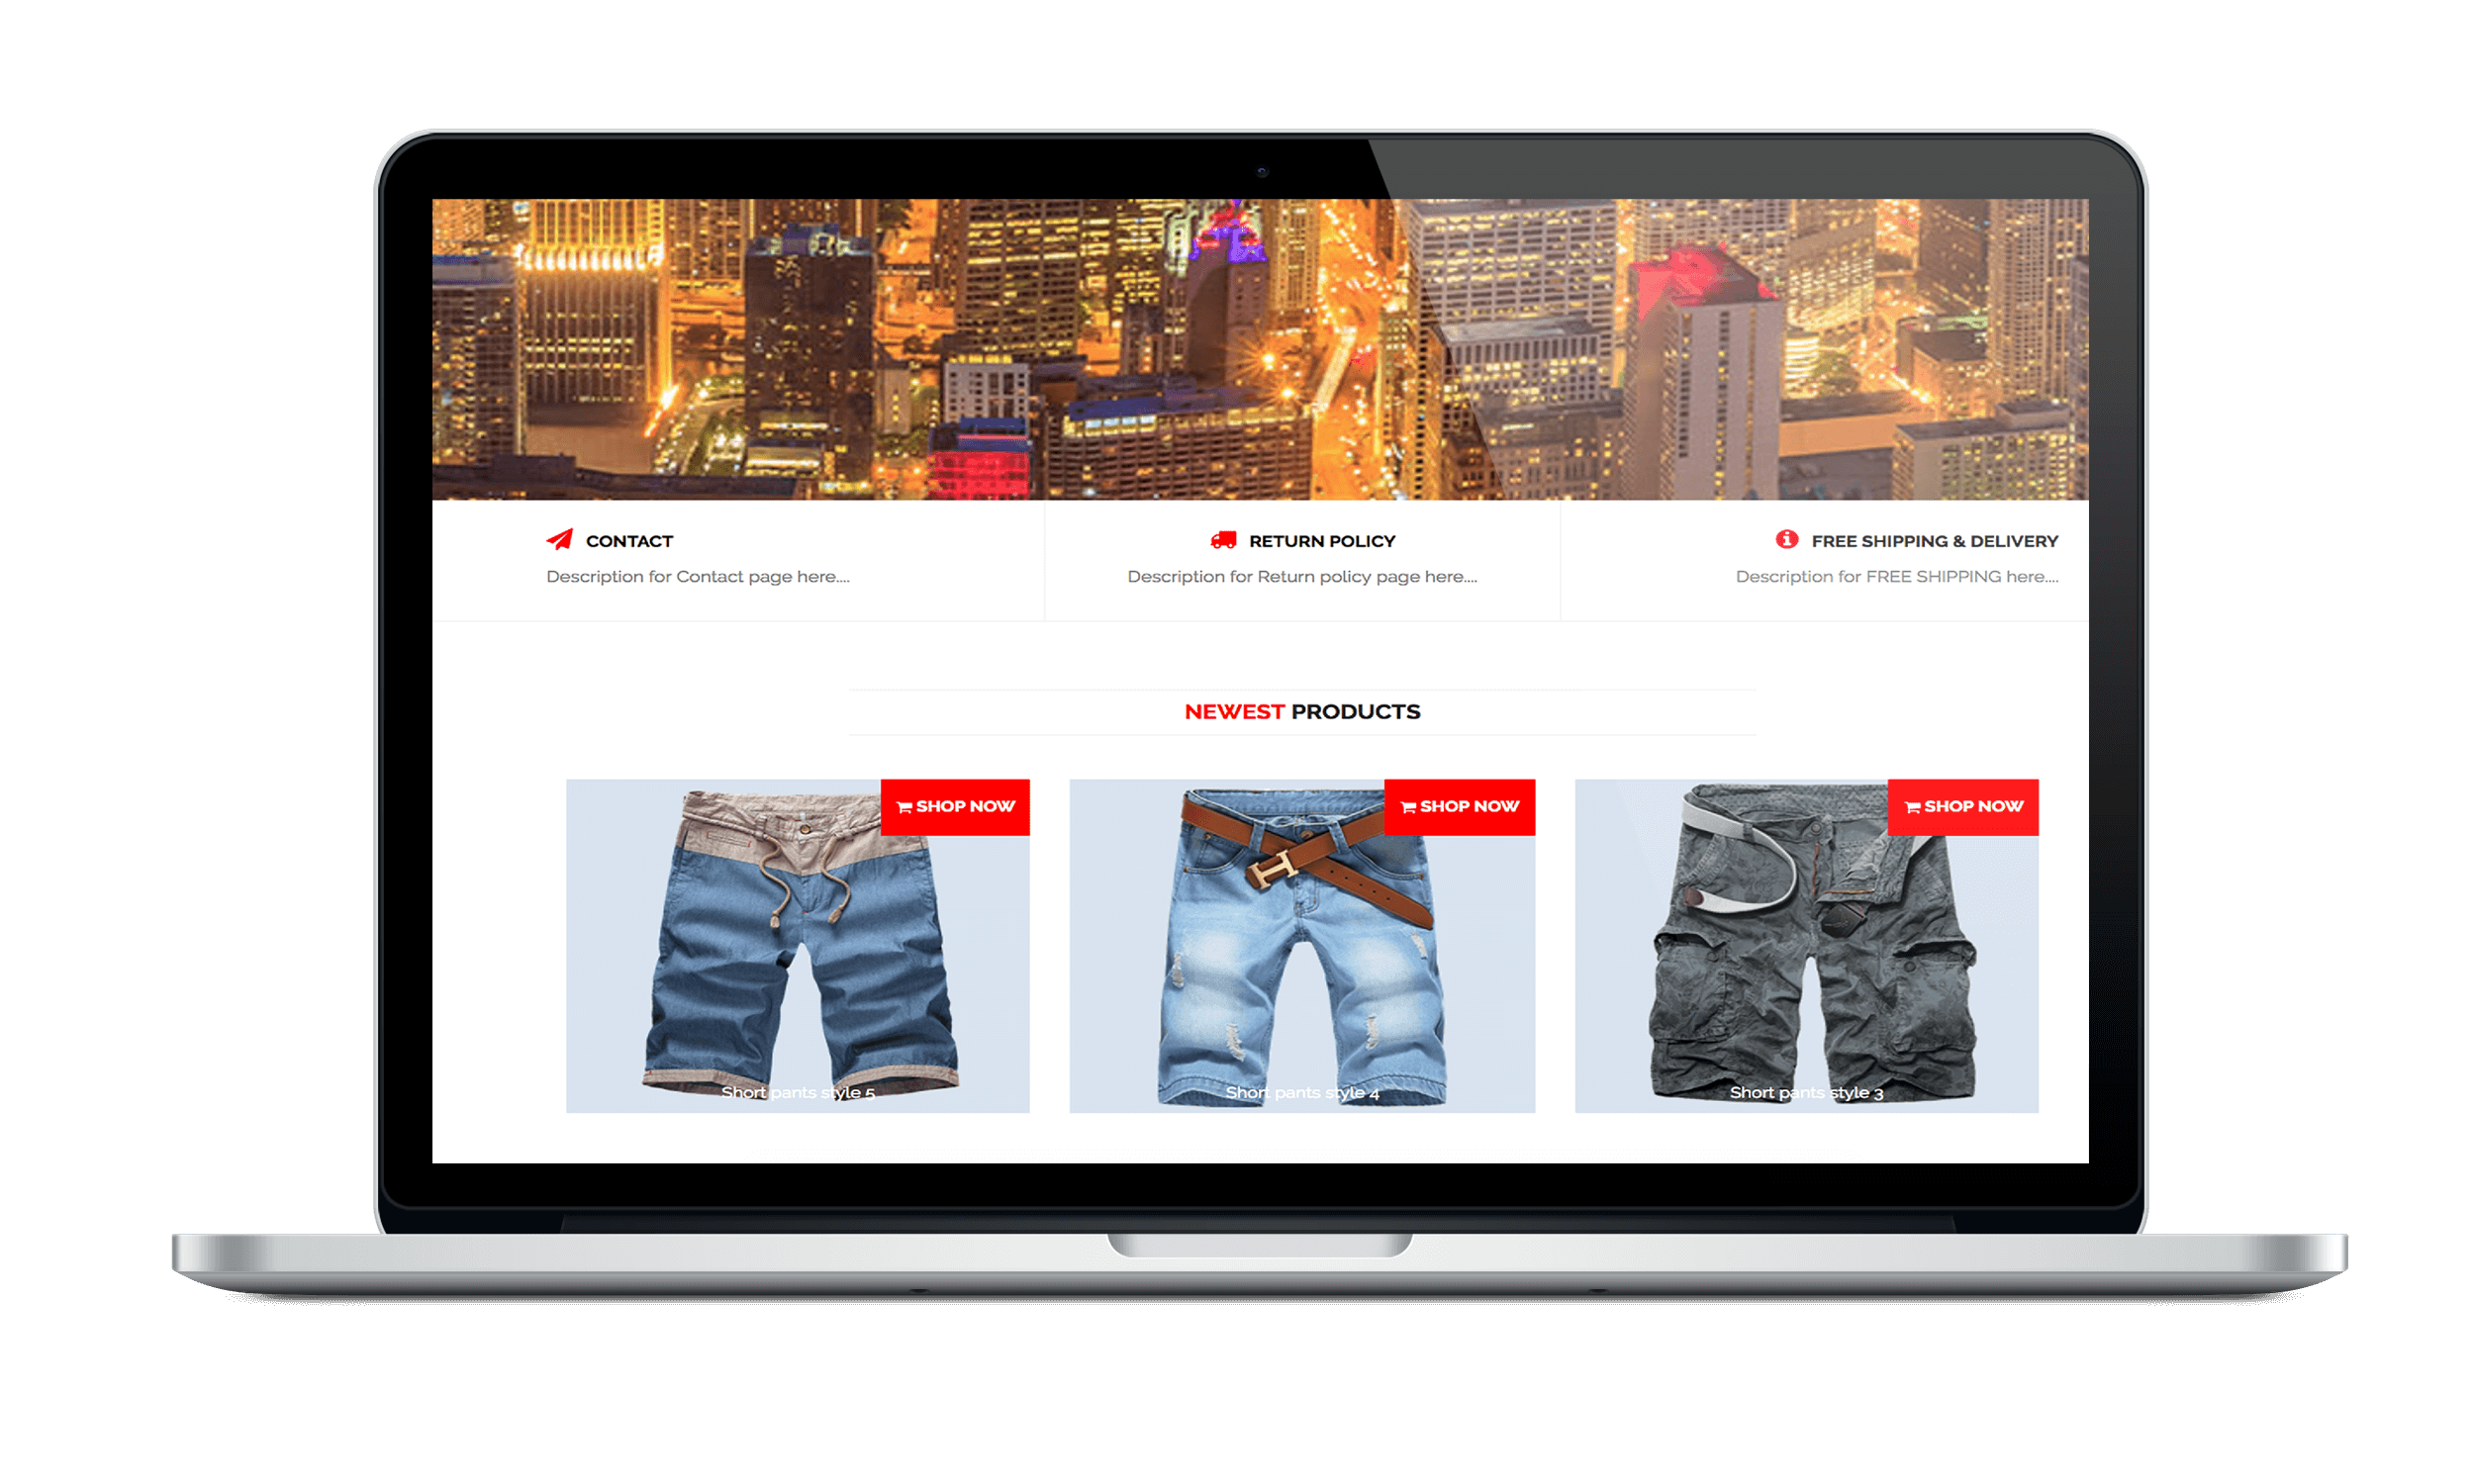 CONTACT
Description for Contact page here....
RETURN POLICY
Description for Return policy page here....
FREE SHIPPING & DELIVERY
Description for FREE SHIPPING here....
NEWEST PRODUCTS
SHOP NOW
Short pants style 5
SHOP NOW
Short pants style 4
SHOP NOW
Short pants style 3